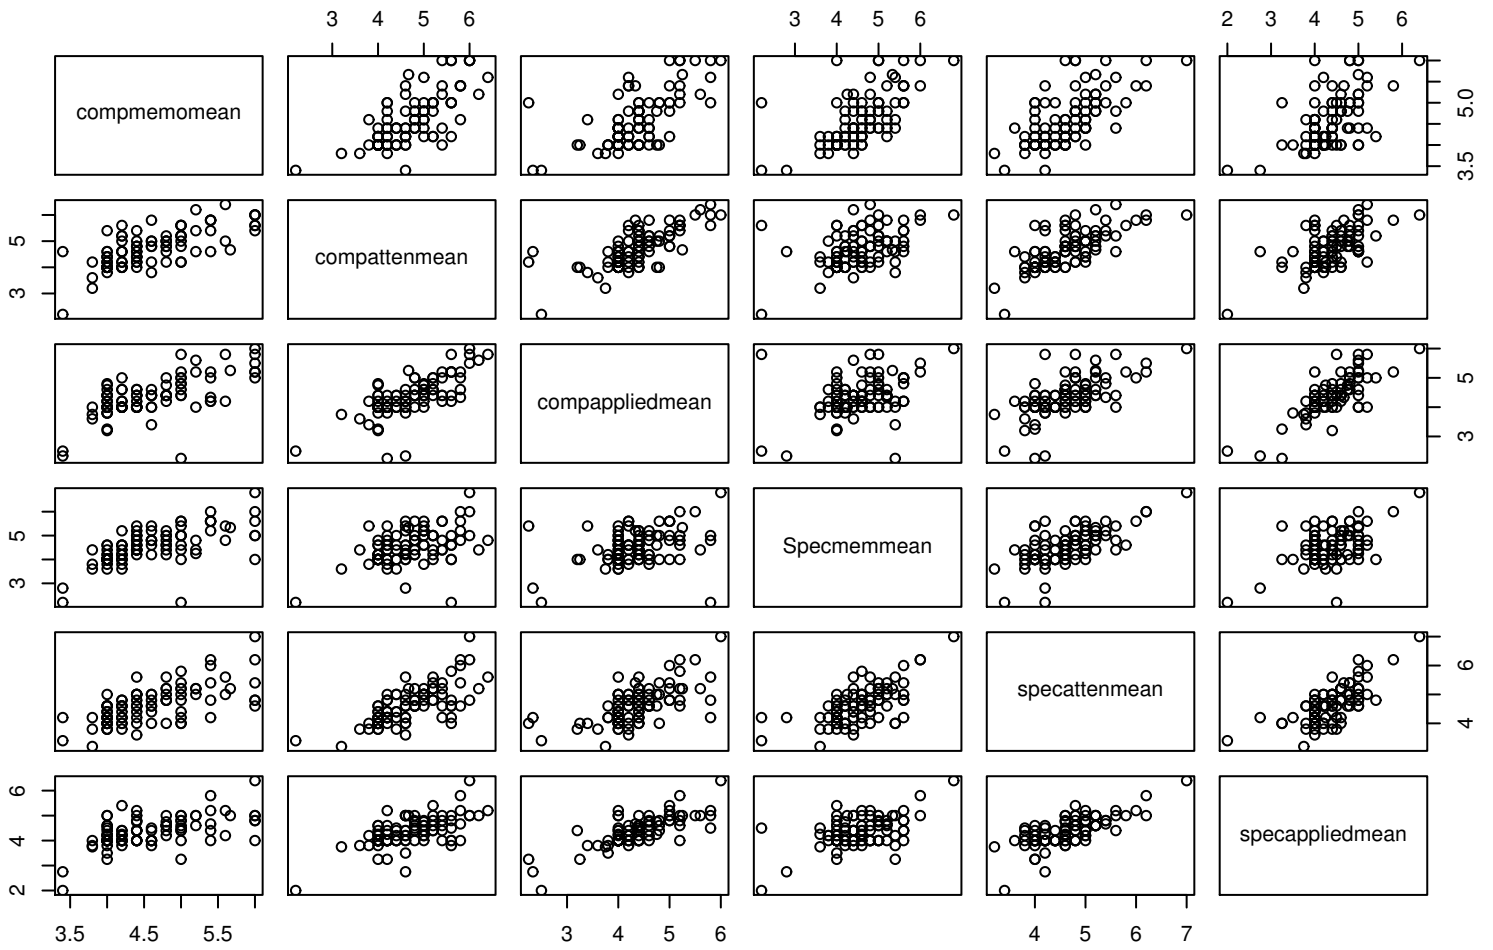 3 4 5 6 3 4 5 6 2 3 4 5 6
compmemomean
3.5 5.0
3 5
compattenmean
compappliedmean
3 5
3 5
Specmemmean
specattenmean
4 6
2 4 6
specappliedmean
3.5 4.5 5.5 3 4 5 6 4 5 6 7